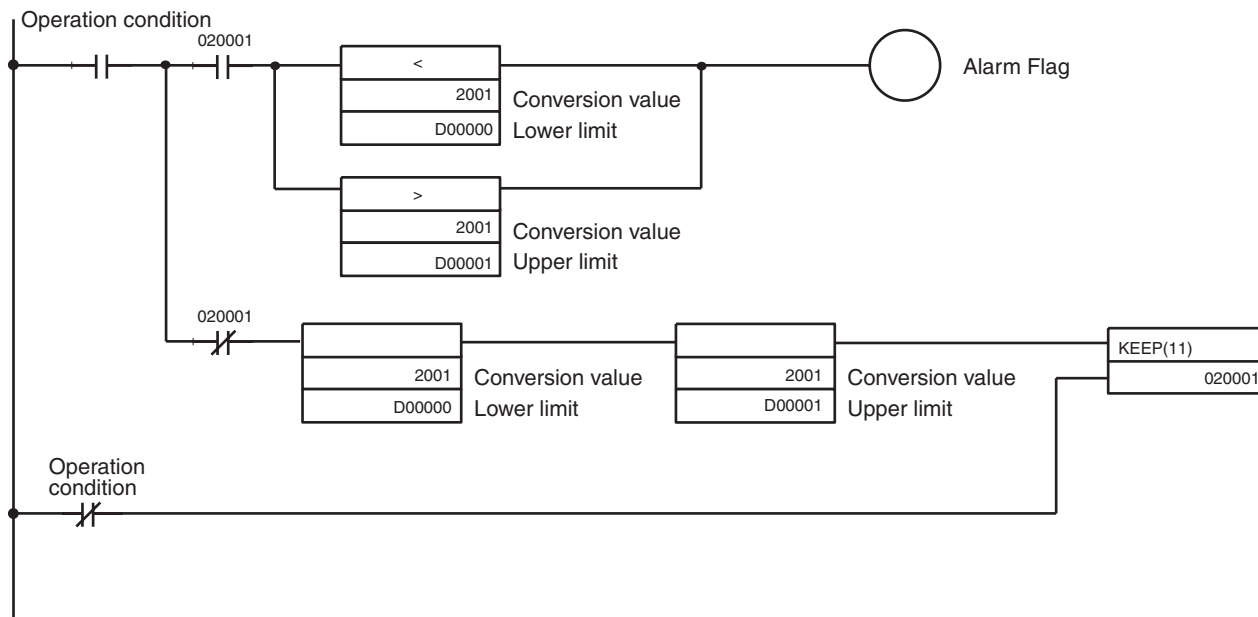 Operation condition
020001
<
2001 Conversion value
D00000 Lower limit
Alarm Flag
>
2001 Conversion value
D00001 Upper limit
020001
2001 Conversion value
D00000 Lower limit
2001 Conversion value
D00001 Upper limit
KEEP(11)
020001
Operation
condition